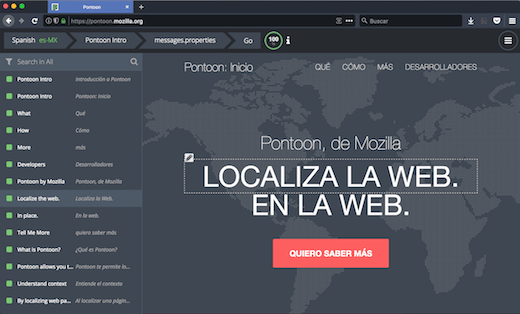 Pontoon
https://pontoon.mozilla.org
Buscar
Spanish es-MX
Pontoon Intro
messages.properties
Go
100
Search in All
Pontoon Intro Introducción a Pontoon
Pontoon Intro Pontoon: Inicio
What Qué
How Cómo
More más
Developers Desarrolladores
Pontoon by Mozilla Pontoon, de Mozilla
Localize the web. Localiza la Web.
In place. En la web.
Tell Me More quiero saber más
What is Pontoon? ¿Qué es Pontoon?
Pontoon allows you t... Pontoon te permite lo...
Understand context Entiende el contexto
By localizing web pa... Al localizar una págin...
Pontoon: Inicio
QUÉ CÓMO MÁS DESARROLLADORES
Pontoon, de Mozilla
LOCALIZA LA WEB.
EN LA WEB.
QUIERO SABER MÁS